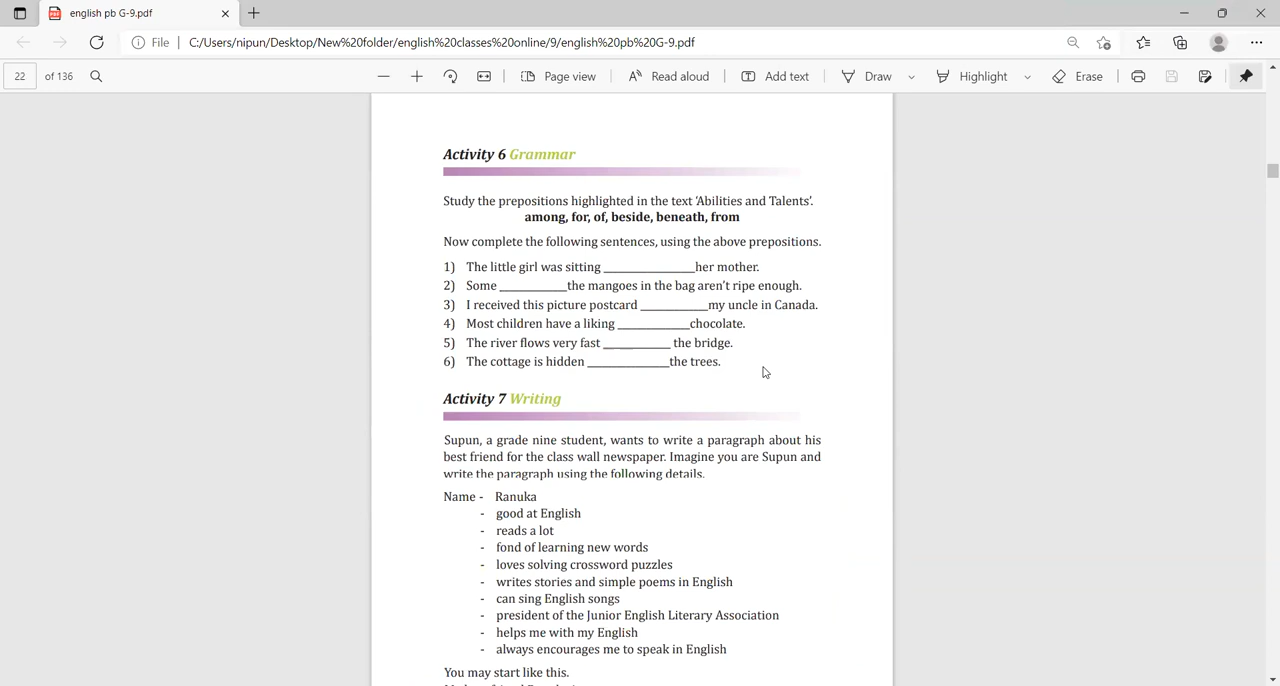 english pb G-9.pdf
File | C:/Users/nipun/Desktop/New%20folder/english%20classes%20online/9/english%20pb%20G-9.pdf
22 of 136 Page view Read aloud Add text Draw Highlight Erase
Activity 6 Grammar
Study the prepositions highlighted in the text ‘Abilities and Talents’.
among, for, of, beside, beneath, from
Now complete the following sentences, using the above prepositions.
1) The little girl was sitting ________________her mother.
2) Some ____________the mangoes in the bag aren’t ripe enough.
3) I received this picture postcard ____________my uncle in Canada.
4) Most children have a liking _____________chocolate.
5) The river flows very fast ____________ the bridge.
6) The cottage is hidden ______________the trees.
Activity 7 Writing
Supun, a grade nine student, wants to write a paragraph about his
best friend for the class wall newspaper. Imagine you are Supun and
write the paragraph using the following details.
Name - Ranuka
- good at English
- reads a lot
- fond of learning new words
- loves solving crossword puzzles
- writes stories and simple poems in English
- can sing English songs
- president of the Junior English Literary Association
- helps me with my English
- always encourages me to speak in English
You may start like this.